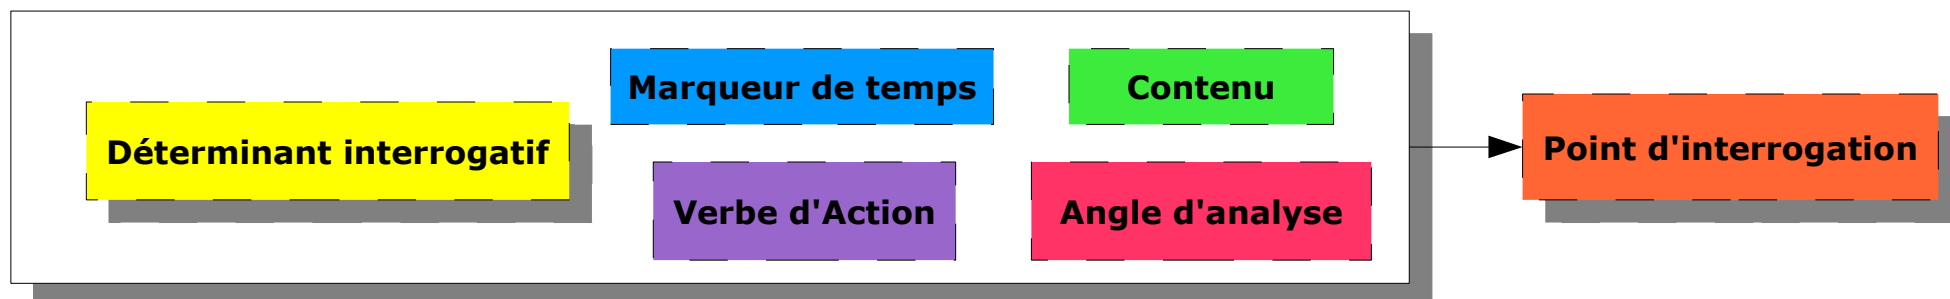 Déterminant interrogatif
Marqueur de temps
Contenu
Verbe d'Action
Angle d'analyse
Point d'interrogation